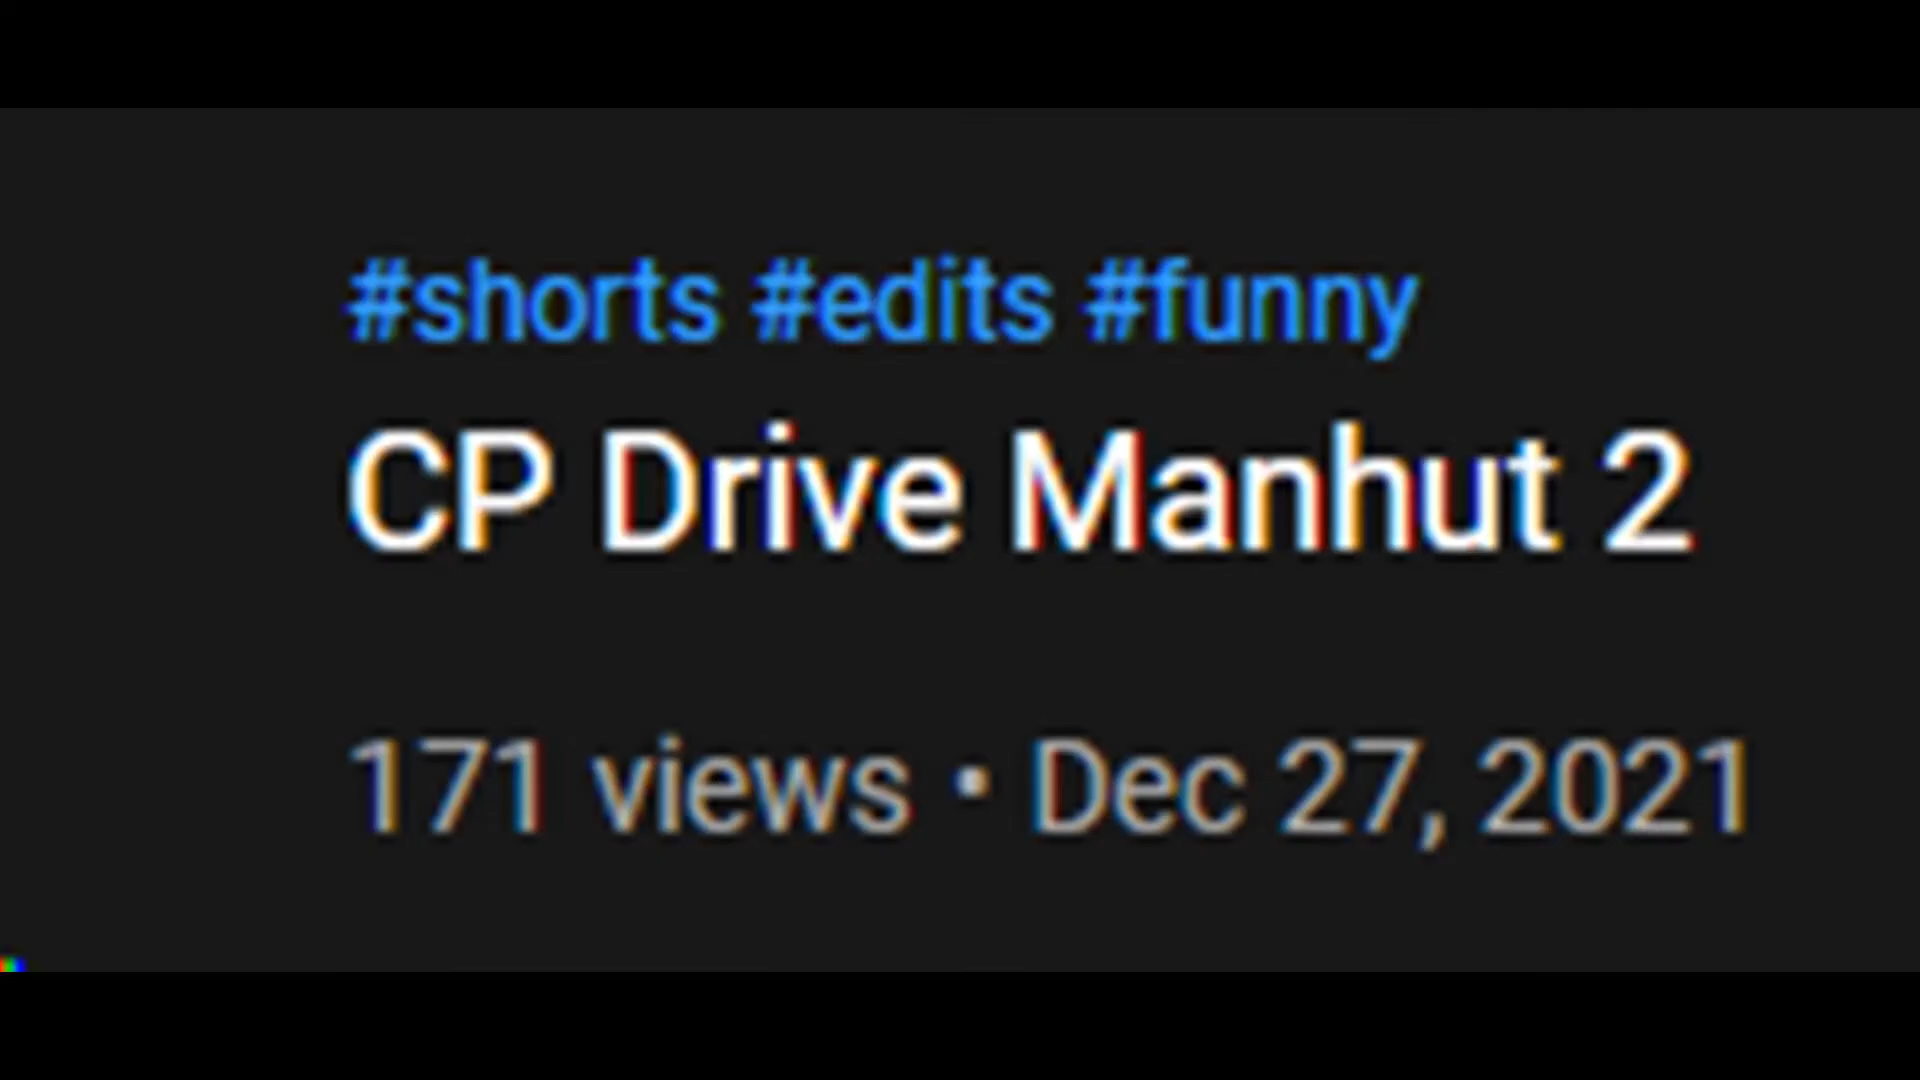 #shorts #edits #funny
CP Drive Manhut 2
171 views • Dec 27, 2021